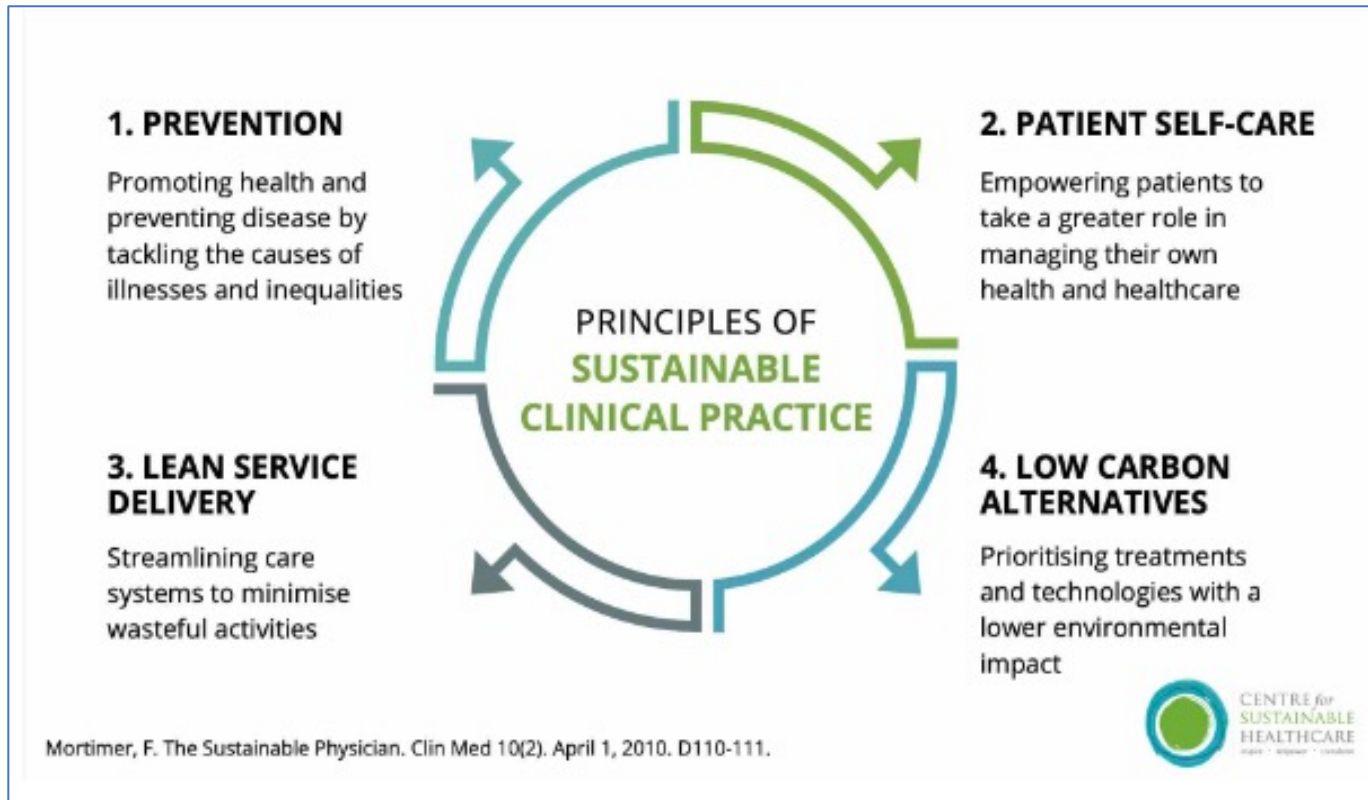 1. PREVENTION
Promoting health and
preventing disease by
tackling the causes of
illnesses and inequalities
2. PATIENT SELF-CARE
Empowering patients to
take a greater role in
managing their own
health and healthcare
PRINCIPLES OF
SUSTAINABLE
CLINICAL PRACTICE
3. LEAN SERVICE
DELIVERY
Streamlining care
systems to minimise
wasteful activities
4. LOW CARBON
ALTERNATIVES
Prioritising treatments
and technologies with a
lower environmental
impact
Mortimer, F. The Sustainable Physician. Clin Med 10(2). April 1, 2010. D110-111.
CENTRE for
SUSTAINABLE
HEALTHCARE